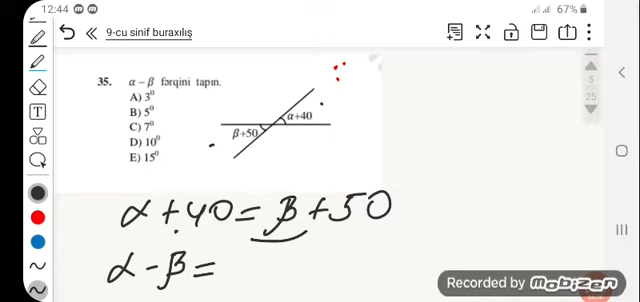 12:44 67%
9-cu sinif buraxılış
35. α – β fərqini tapın.
A) 3⁰
B) 5⁰
C) 7⁰
D) 10⁰
E) 15⁰
α+40
β+50
5
25
T
α + 40 = β + 50
α - β =
Recorded by Mobizen